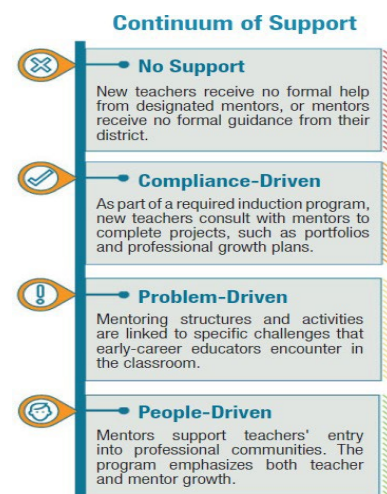 Continuum of Support
No Support
New teachers receive no formal help
from designated mentors, or mentors
receive no formal guidance from their
district.
Compliance-Driven
As part of a required induction program,
new teachers consult with mentors to
complete projects, such as portfolios
and professional growth plans.
Problem-Driven
Mentoring structures and activities
are linked to specific challenges that
early-career educators encounter in
the classroom.
People-Driven
Mentors support teachers' entry
into professional communities. The
program emphasizes both teacher
and mentor growth.